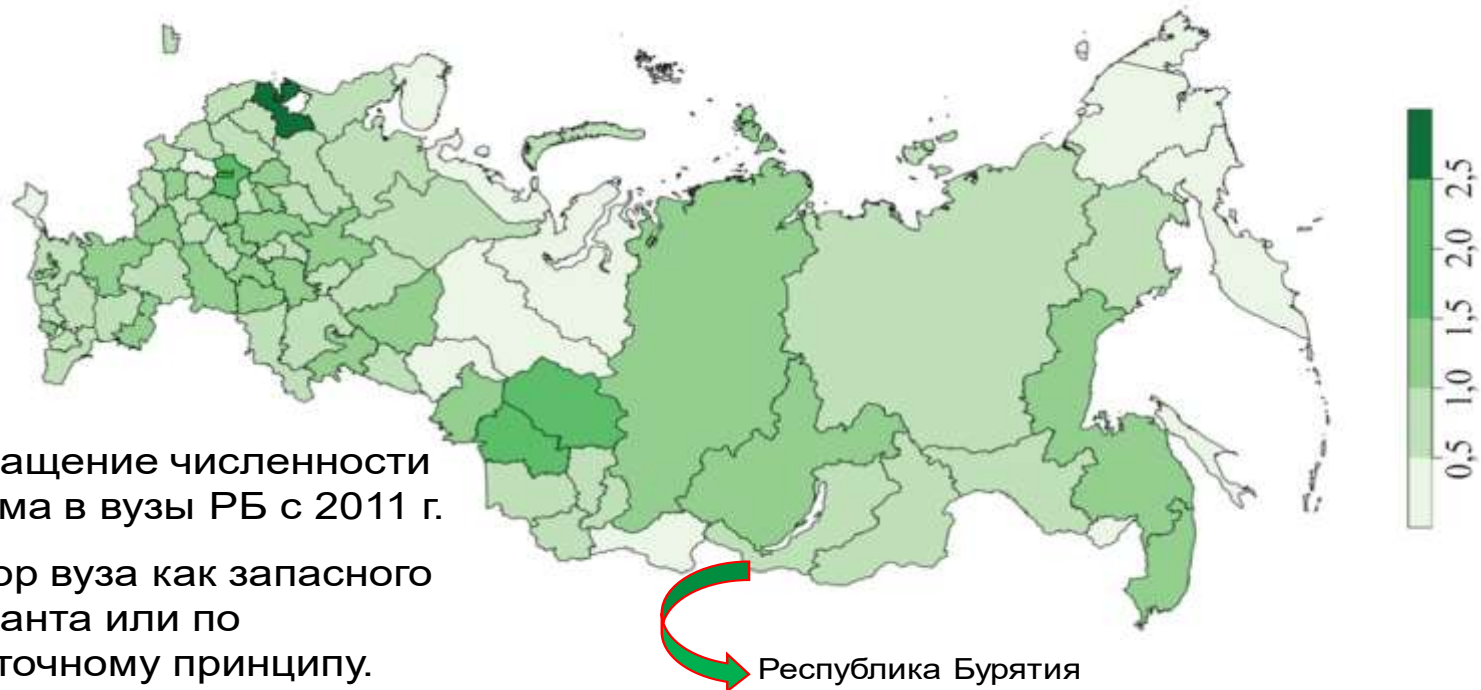 ащение численности
ма в вузы РБ с 2011 г.
ор вуза как запасного
анта или по
точному принципу.
Республика Бурятия
2,5
2,0
1,5
1,0
0,5